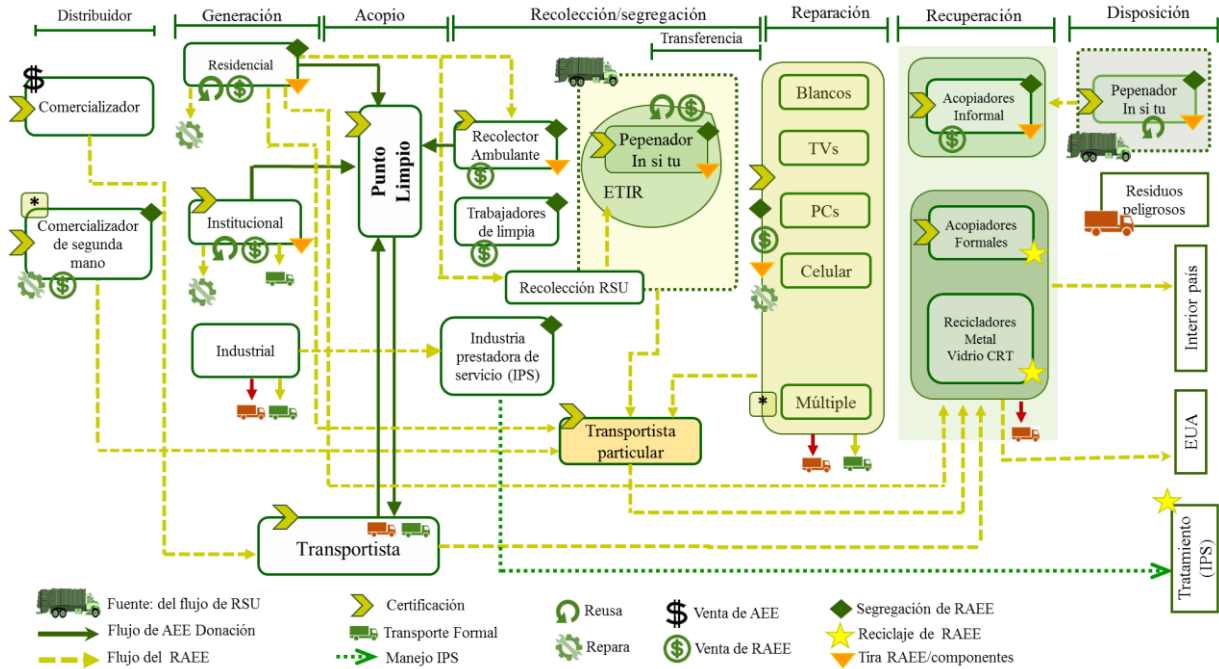 Distribuidor
Generación
Acopio
Recolección/segregación
Transferencia
Reparación
Recuperación
Disposición
$
Comercializador
*
Comercializador
de segunda
mano
Residencial
Institucional
Industrial
Punto
Limpio
Transportista
Recolector
Ambulante
Trabajadores
de limpia
Recolección RSU
Industria
prestadora de
servicio (IPS)
Pepenador
In si tu
ETIR
Transportista
particular
Blancos
TVs
PCs
Celular
*
Múltiple
Acopiadores
Informal
Acopiadores
Formales
Recicladores
Metal
Vidrio CRT
Pepenador
In si tu
Residuos
peligrosos
Interior país
EUA
Tratamiento
(IPS)
Fuente: del flujo de RSU
Flujo de AEE Donación
Flujo del RAEE
Certificación
Transporte Formal
Manejo IPS
Reusa
Repara
$ Venta de AEE
$ Venta de RAEE
Segregación de RAEE
Reciclaje de RAEE
Tira RAEE/componentes